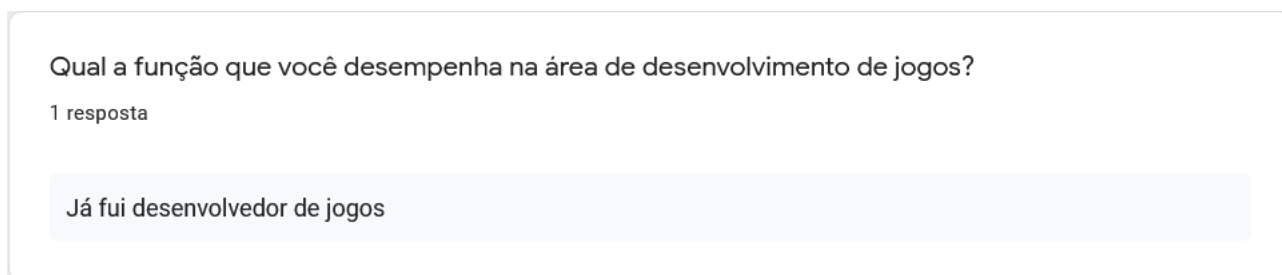 Qual a função que você desempenha na área de desenvolvimento de jogos?
1 resposta
Já fui desenvolvedor de jogos